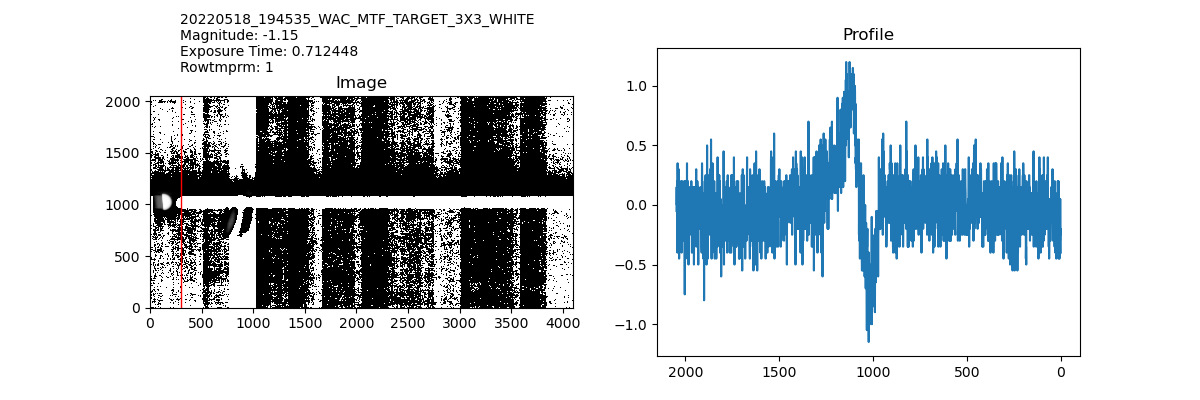 20220518_194535_WAC_MTF_TARGET_3X3_WHITE
Magnitude: -1.15
Exposure Time: 0.712448
Rowtmprm: 1
Image
2000
1500
1000
500
0
0 500 1000 1500 2000 2500 3000 3500 4000
Profile
1.0
0.5
0.0
−0.5
−1.0
2000 1500 1000 500 0